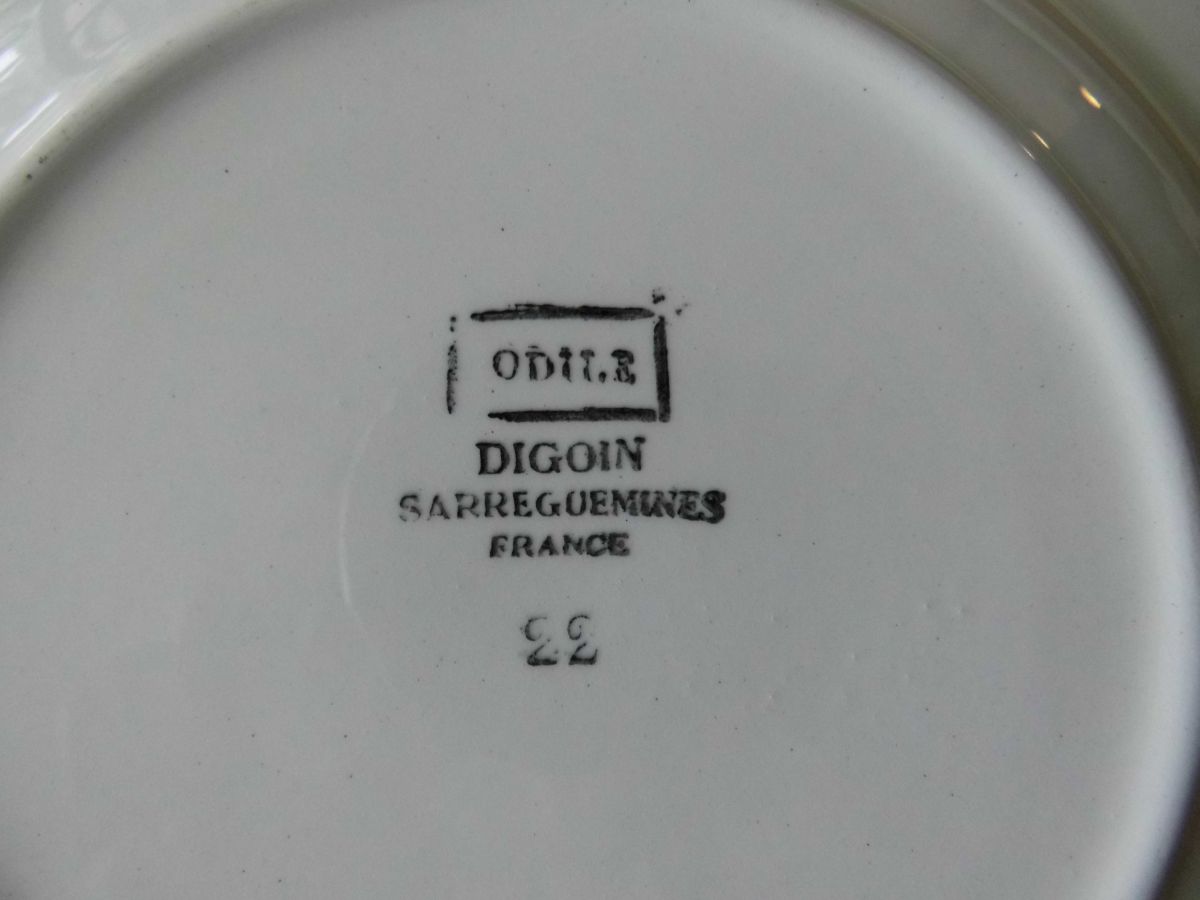 ODILE
DIGOIN
SARREGUEMINES
FRANCE
22